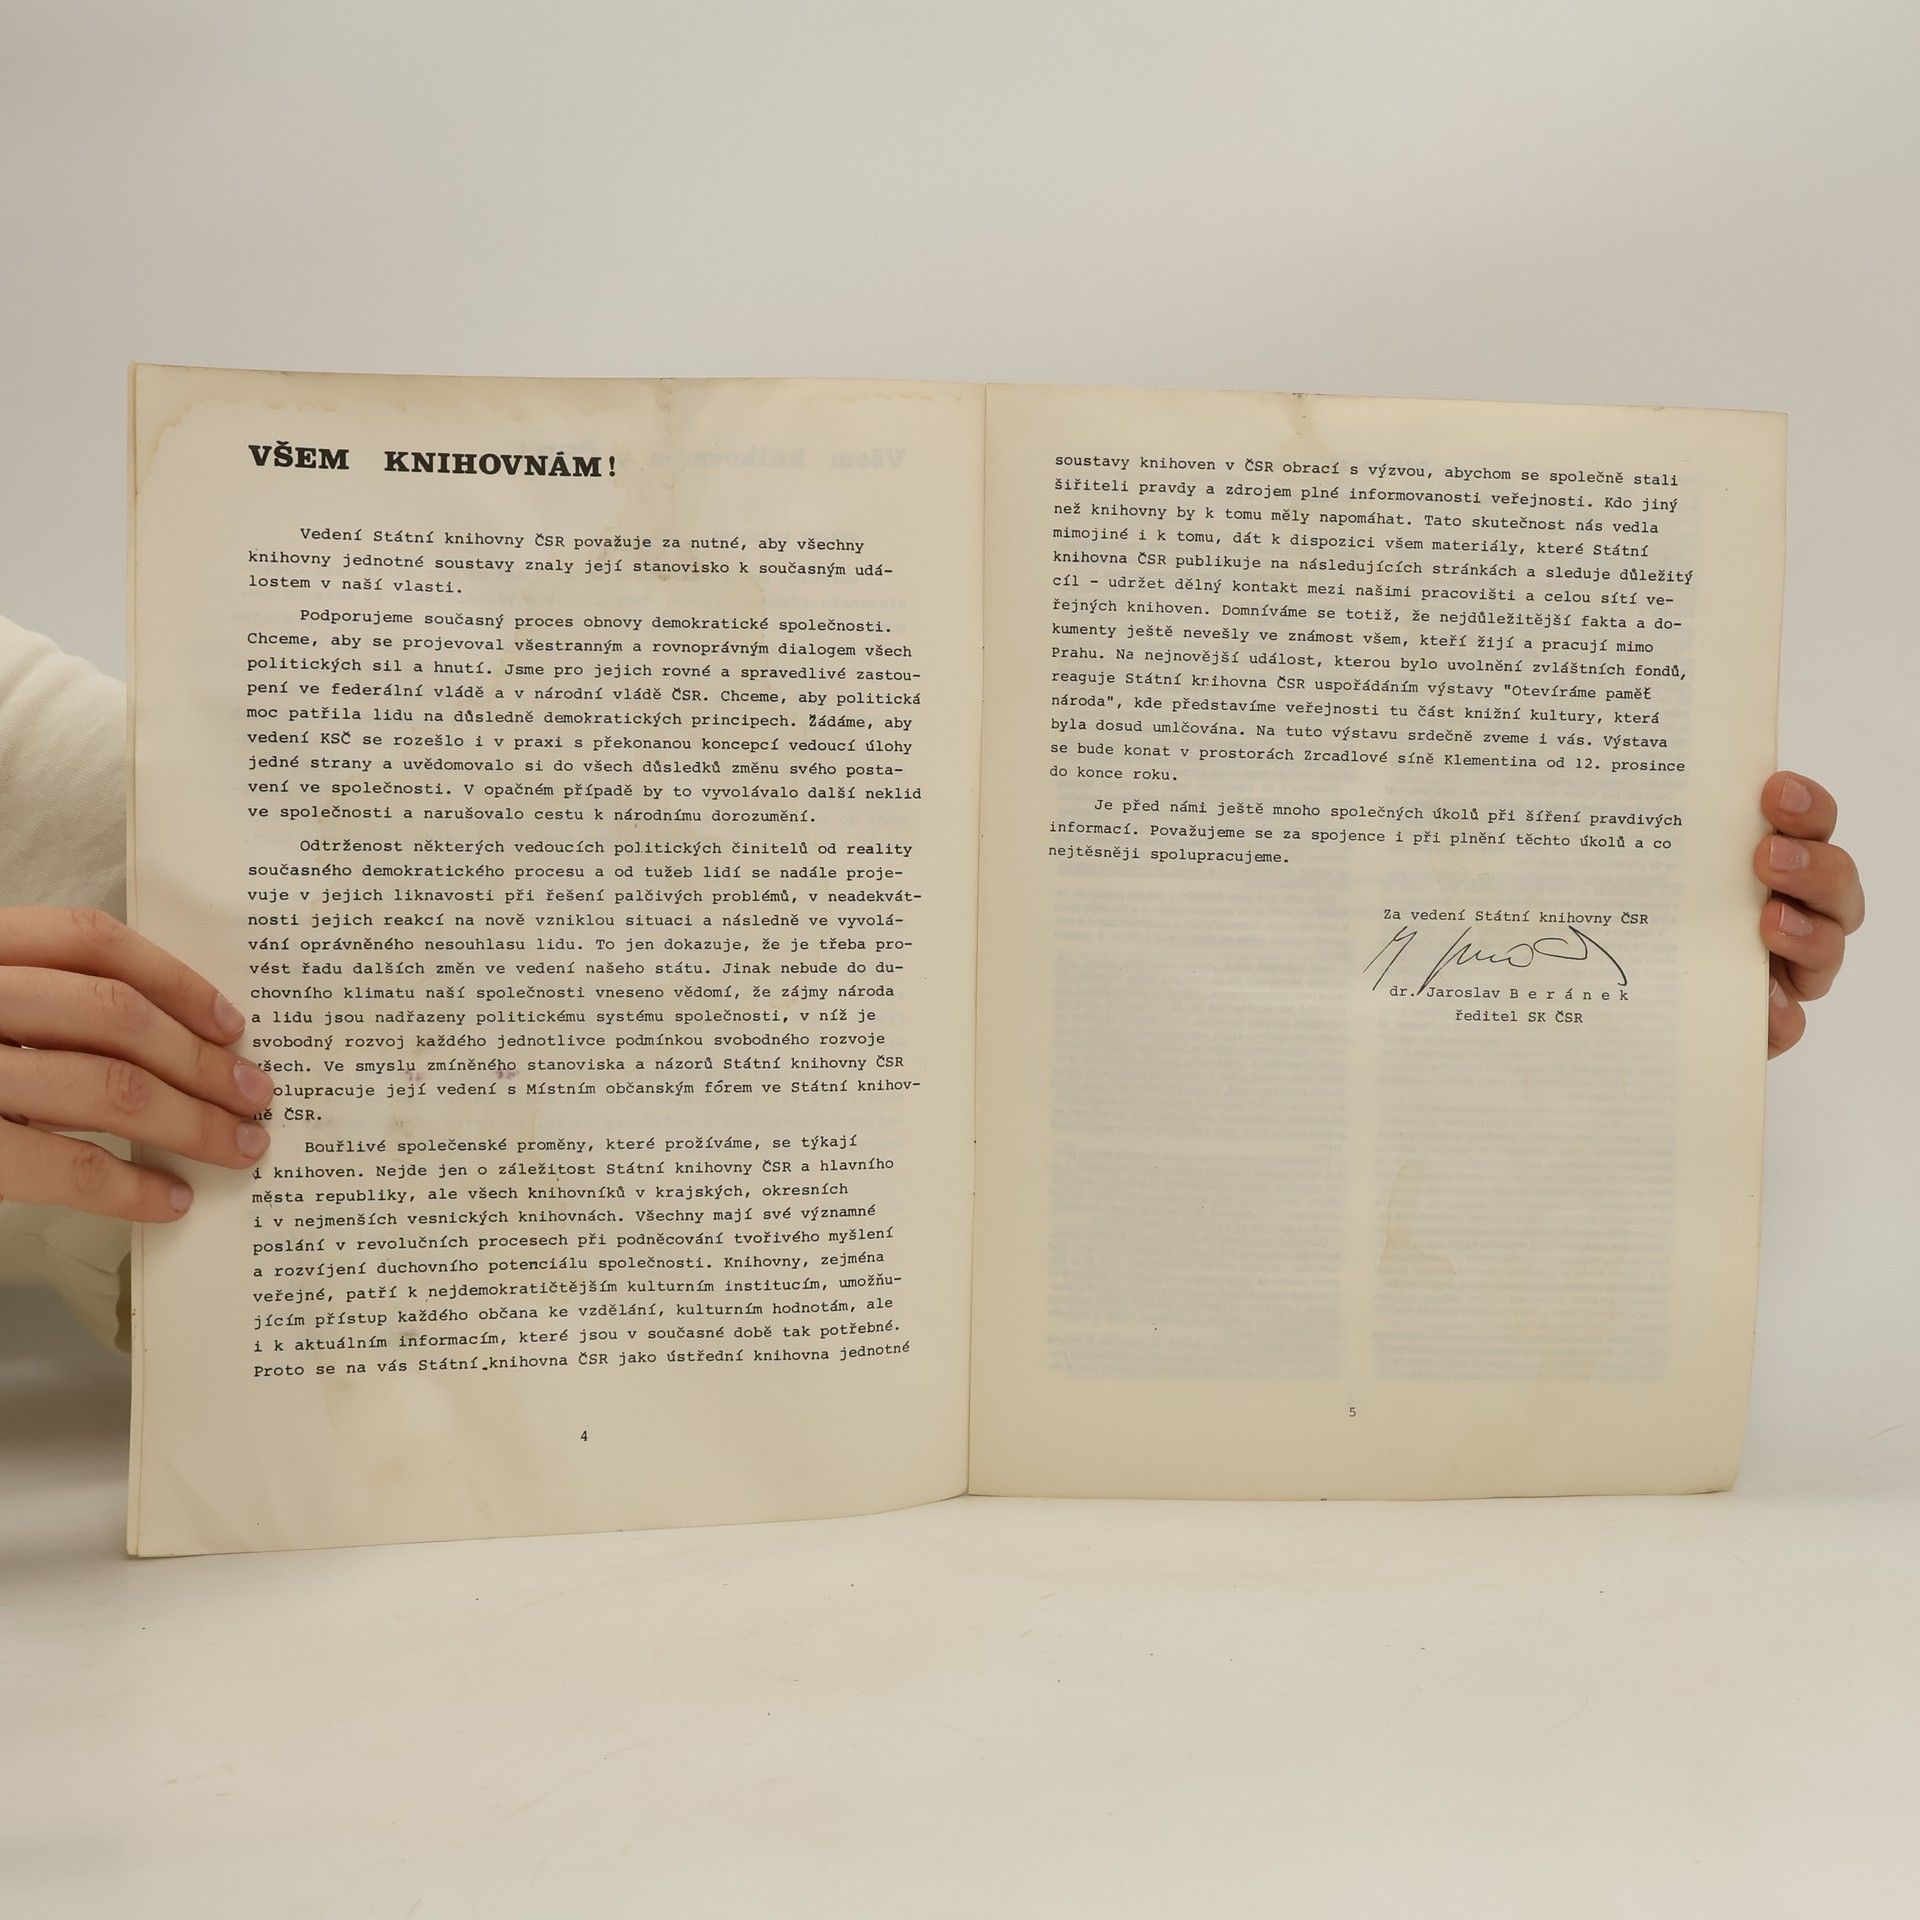 VŠEM KNIHOVNÁM!
Vedení Státní knihovny ČSR považuje za nutné, aby všechny
knihovny jednotné soustavy znaly její stanovisko k současným udá-
lostem v naší vlasti.
Podporujeme současný proces obnovy demokratické společnosti.
Chceme, aby se projevoval všestranným a rovnoprávným dialogem všech
politických sil a hnutí. Jsme pro jejich rovné a spravedlivé zastou-
pení ve federální vládě a v národní vládě ČSR. Chceme, aby politická
moc patřila lidu na důsledně demokratických principech. Žádáme, aby
vedení KSČ se rozešlo i v praxi s překonanou koncepcí vedoucí úlohy
jedné strany a uvědomovalo si do všech důsledků změnu svého posta-
vení ve společnosti. V opačném případě by to vyvolávalo další neklid
ve společnosti a narušovalo cestu k národnímu dorozumění.
Odtrženost některých vedoucích politických činitelů od reality
současného demokratického procesu a od tužeb lidí se nadále proje-
vuje v jejich liknavosti při řešení palčivých problémů, v neadekvát-
nosti jejich reakcí na nově vzniklou situaci a následně ve vyvolá-
vání oprávněného nesouhlasu lidu. To jen dokazuje, že je třeba pro-
vést řadu dalších změn ve vedení našeho státu. Jinak nebude do du-
chovního klimatu naší společnosti vneseno vědomí, že zájmy národa
a lidu jsou nadřazeny politickému systému společnosti, v níž je
svobodný rozvoj každého jednotlivce podmínkou svobodného rozvoje
všech. Ve smyslu zmíněného stanoviska a názorů Státní knihovny ČSR
olupracuje její vedení s Místním občanským fórem ve Státní knihov-
ně ČSR.
Bouřlivé společenské proměny, které prožíváme, se týkají
i knihoven. Nejde jen o záležitost Státní knihovny ČSR a hlavního
města republiky, ale všech knihovníků v krajských, okresních
i v nejmenších vesnických knihovnách. Všechny mají své významné
poslání v revolučních procesech při podněcování tvořivého myšlení
a rozvíjení duchovního potenciálu společnosti. Knihovny, zejména
veřejné, patří k nejdemokratičtějším kulturním institucím, umožňu-
jícím přístup každého občana ke vzdělání, kulturním hodnotám, ale
i k aktuálním informacím, které jsou v současné době tak potřebné.
Proto se na vás Státní knihovna ČSR jako ústřední knihovna jednotné
4
soustavy knihoven v ČSR obrací s výzvou, abychom se společně stali
šiřiteli pravdy a zdrojem plné informovanosti veřejnosti. Kdo jiný
než knihovny by k tomu měly napomáhat. Tato skutečnost nás vedla
mimojiné i k tomu, dát k dispozici všem materiály, které Státní
knihovna ČSR publikuje na následujících stránkách a sleduje důležitý
cíl - udržet dělný kontakt mezi našimi pracovišti a celou sítí ve-
řejných knihoven. Domníváme se totiž, že nejdůležitější fakta a do-
kumenty ještě nevešly ve známost všem, kteří žijí a pracují mimo
Prahu. Na nejnovější událost, kterou bylo uvolnění zvláštních fondů,
reaguje Státní knihovna ČSR uspořádáním výstavy "Otevíráme paměť
národa", kde představíme veřejnosti tu část knižní kultury, která
byla dosud umlčována. Na tuto výstavu srdečně zveme i vás. Výstava
se bude konat v prostorách Zrcadlové síně Klementina od 12. prosince
do konce roku.
Je před námi ještě mnoho společných úkolů při šíření pravdivých
informací. Považujeme se za spojence i při plnění těchto úkolů a co
nejtěsněji spolupracujeme.
Za vedení Státní knihovny ČSR
dr. Jaroslav B e r á n e k
ředitel SK ČSR
5